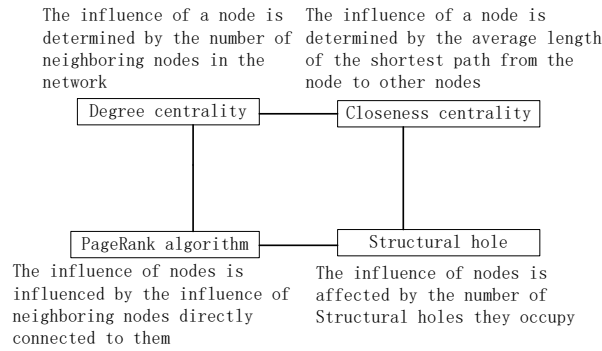 The influence of a node is
determined by the number of
neighboring nodes in the
network
The influence of a node is
determined by the average length
of the shortest path from the
node to other nodes
Degree centrality
Closeness centrality
PageRank algorithm
Structural hole
The influence of nodes is
influenced by the influence of
neighboring nodes directly
connected to them
The influence of nodes is
affected by the number of
Structural holes they occupy